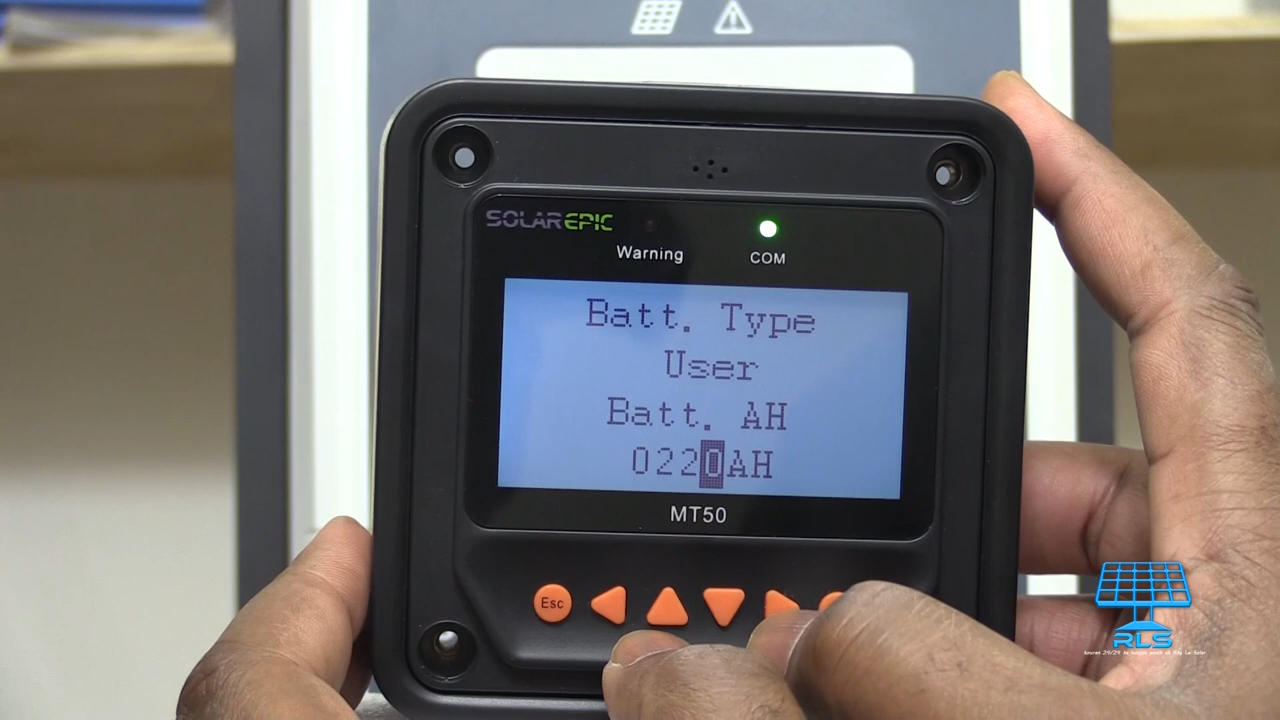 SOLAREPIC
Warning
COM
Batt. Type
User
Batt. AH
0220AH
MT50
Esc
RLS